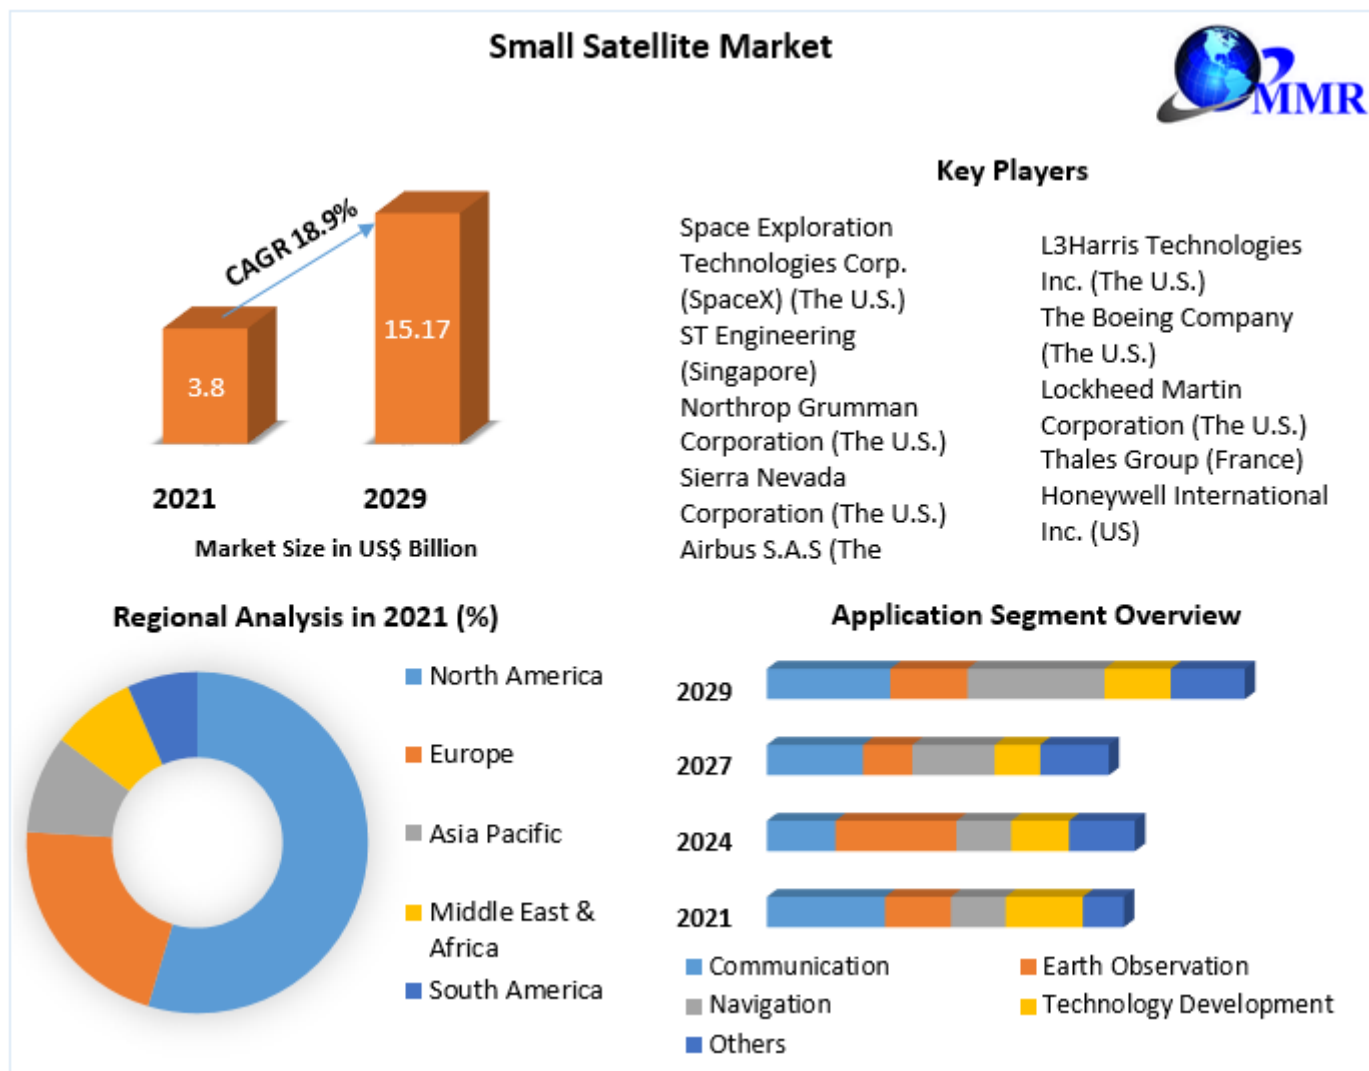 Small Satellite Market
MMR
CAGR 18.9%
3.8
15.17
2021
2029
Market Size in US$ Billion
Key Players
Space Exploration
Technologies Corp.
(SpaceX) (The U.S.)
ST Engineering
(Singapore)
Northrop Grumman
Corporation (The U.S.)
Sierra Nevada
Corporation (The U.S.)
Airbus S.A.S (The
L3Harris Technologies
Inc. (The U.S.)
The Boeing Company
(The U.S.)
Lockheed Martin
Corporation (The U.S.)
Thales Group (France)
Honeywell International
Inc. (US)
Regional Analysis in 2021 (%)
North America
Europe
Asia Pacific
Middle East &
Africa
South America
Application Segment Overview
2029
2027
2024
2021
Communication
Earth Observation
Navigation
Technology Development
Others